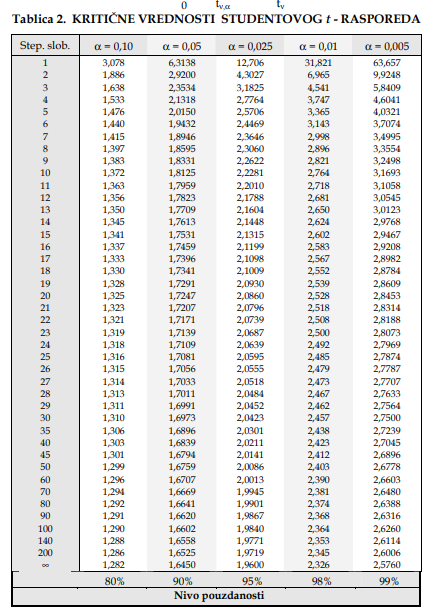 0 t_ν,α t_ν
Tablica 2. KRITIČNE VREDNOSTI STUDENTOVOG t - RASPOREDA
Step. slob. α = 0,10 α = 0,05 α = 0,025 α = 0,01 α = 0,005
1 3,078 6,3138 12,706 31,821 63,657
2 1,886 2,9200 4,3027 6,965 9,9248
3 1,638 2,3534 3,1825 4,541 5,8409
4 1,533 2,1318 2,7764 3,747 4,6041
5 1,476 2,0150 2,5706 3,365 4,0321
6 1,440 1,9432 2,4469 3,143 3,7074
7 1,415 1,8946 2,3646 2,998 3,4995
8 1,397 1,8595 2,3060 2,896 3,3554
9 1,383 1,8331 2,2622 2,821 3,2498
10 1,372 1,8125 2,2281 2,764 3,1693
11 1,363 1,7959 2,2010 2,718 3,1058
12 1,356 1,7823 2,1788 2,681 3,0545
13 1,350 1,7709 2,1604 2,650 3,0123
14 1,345 1,7613 2,1448 2,624 2,9768
15 1,341 1,7531 2,1315 2,602 2,9467
16 1,337 1,7459 2,1199 2,583 2,9208
17 1,333 1,7396 2,1098 2,567 2,8982
18 1,330 1,7341 2,1009 2,552 2,8784
19 1,328 1,7291 2,0930 2,539 2,8609
20 1,325 1,7247 2,0860 2,528 2,8453
21 1,323 1,7207 2,0796 2,518 2,8314
22 1,321 1,7171 2,0739 2,508 2,8188
23 1,319 1,7139 2,0687 2,500 2,8073
24 1,318 1,7109 2,0639 2,492 2,7969
25 1,316 1,7081 2,0595 2,485 2,7874
26 1,315 1,7056 2,0555 2,479 2,7787
27 1,314 1,7033 2,0518 2,473 2,7707
28 1,313 1,7011 2,0484 2,467 2,7633
29 1,311 1,6991 2,0452 2,462 2,7564
30 1,310 1,6973 2,0423 2,457 2,7500
35 1,306 1,6896 2,0301 2,438 2,7239
40 1,303 1,6839 2,0211 2,423 2,7045
45 1,301 1,6794 2,0141 2,412 2,6896
50 1,299 1,6759 2,0086 2,403 2,6778
60 1,296 1,6707 2,0013 2,390 2,6603
70 1,294 1,6669 1,9945 2,381 2,6480
80 1,292 1,6641 1,9901 2,374 2,6388
90 1,291 1,6620 1,9867 2,368 2,6316
100 1,290 1,6602 1,9840 2,364 2,6260
140 1,288 1,6558 1,9771 2,353 2,6114
200 1,286 1,6525 1,9719 2,345 2,6006
∞ 1,282 1,6450 1,9600 2,326 2,5760
80% 90% 95% 98% 99%
Nivo pouzdanosti